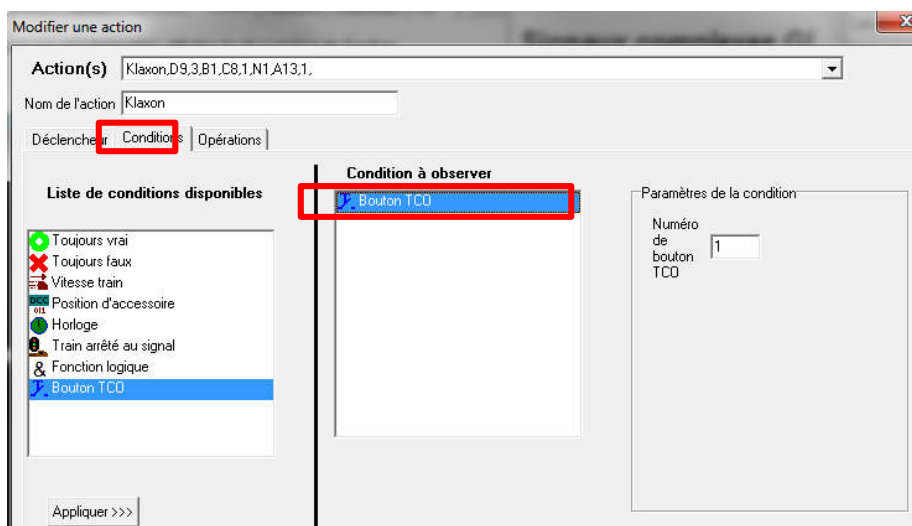 Modifier une action
Action(s) Klaxon,D9,3,B1,C8,1,N1,A13,1,
Nom de l'action Klaxon
Déclencheur Conditions Opérations
Liste de conditions disponibles
Toujours vrai
Toujours faux
Vitesse train
Position d'accessoire
Horloge
Train arrêté au signal
& Fonction logique
Bouton TCO
Appliquer >>>
Condition à observer
Bouton TCO
Paramètres de la condition
Numéro
de
bouton
TCO
1